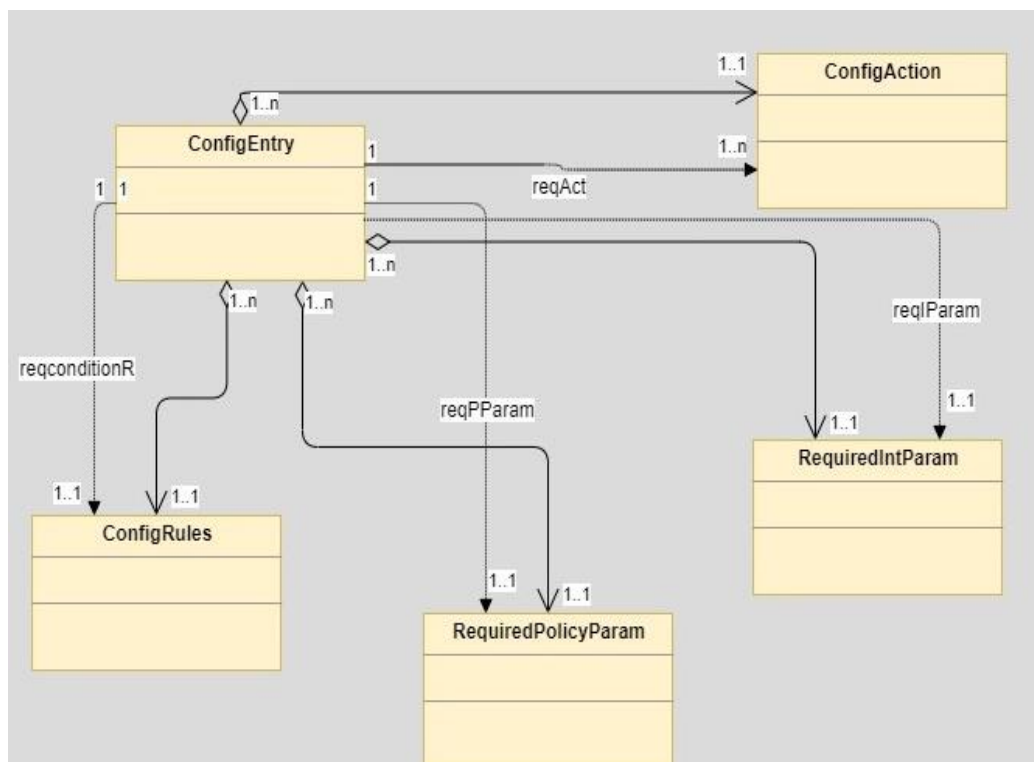 1..1
ConfigAction
1..n
ConfigEntry
1
1..n
reqAct
1
1
1
1..n
1..n
1..n
reqIParam
reqconditionR
reqPParam
1..1
1..1
RequiredIntParam
1..1
1..1
ConfigRules
1..1
1..1
RequiredPolicyParam